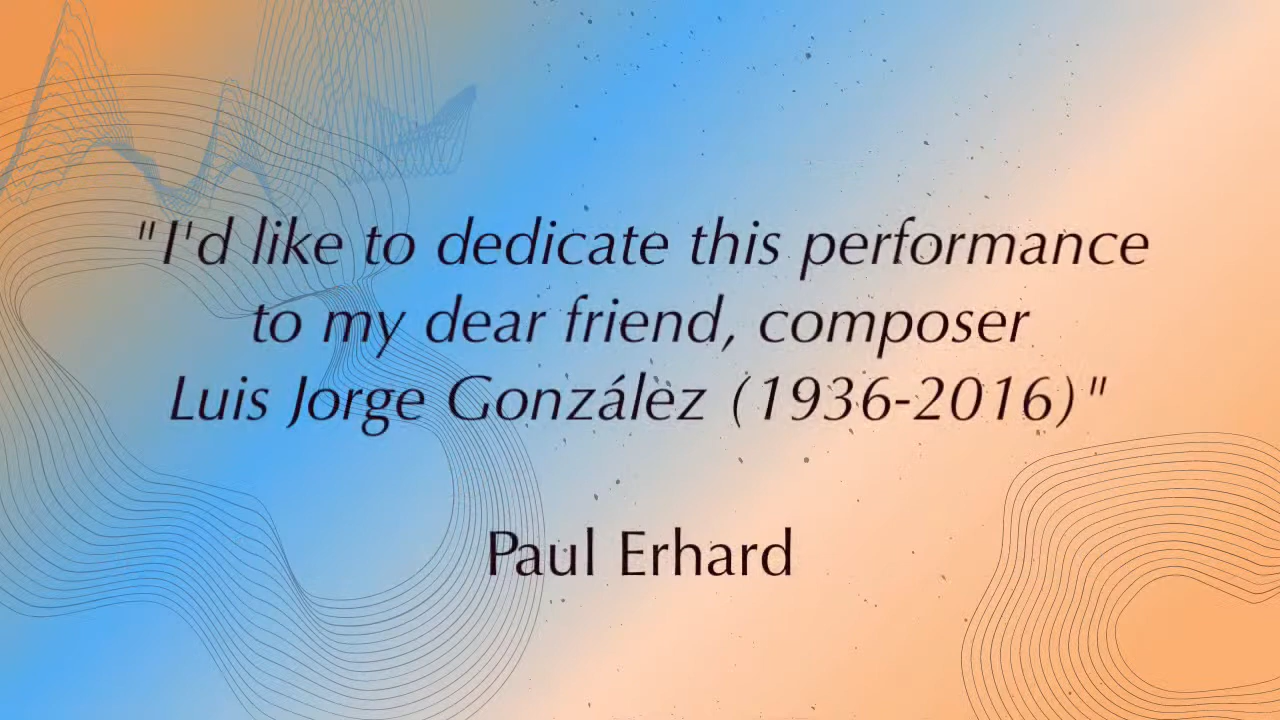 "I'd like to dedicate this performance
to my dear friend, composer
Luis Jorge González (1936-2016)"
Paul Erhard